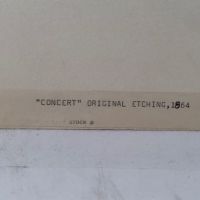 "CONCERT" ORIGINAL ETCHING, 1864
STOCK #